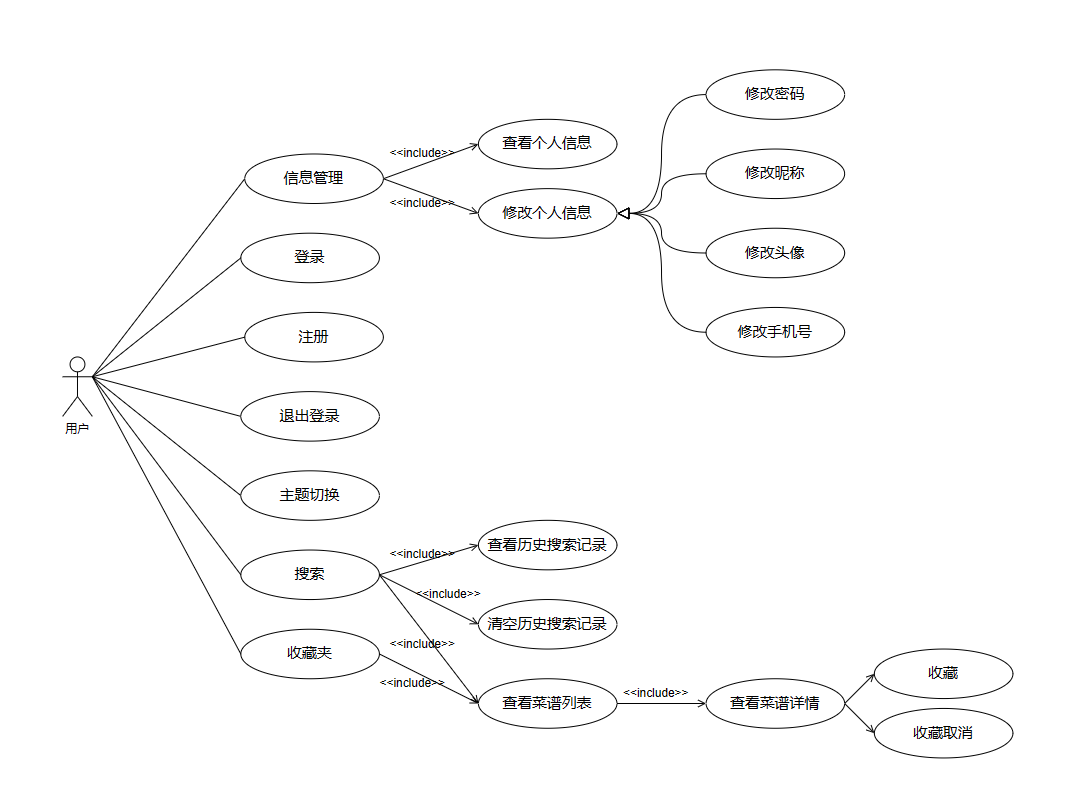 修改密码
查看个人信息
<<include>>
修改昵称
信息管理
<<include>>
修改个人信息
修改头像
登录
修改手机号
注册
用户
退出登录
主题切换
查看历史搜索记录
<<include>>
搜索
<<include>>
清空历史搜索记录
<<include>>
收藏夹
<<include>>
收藏
<<include>>
查看菜谱列表
查看菜谱详情
收藏取消